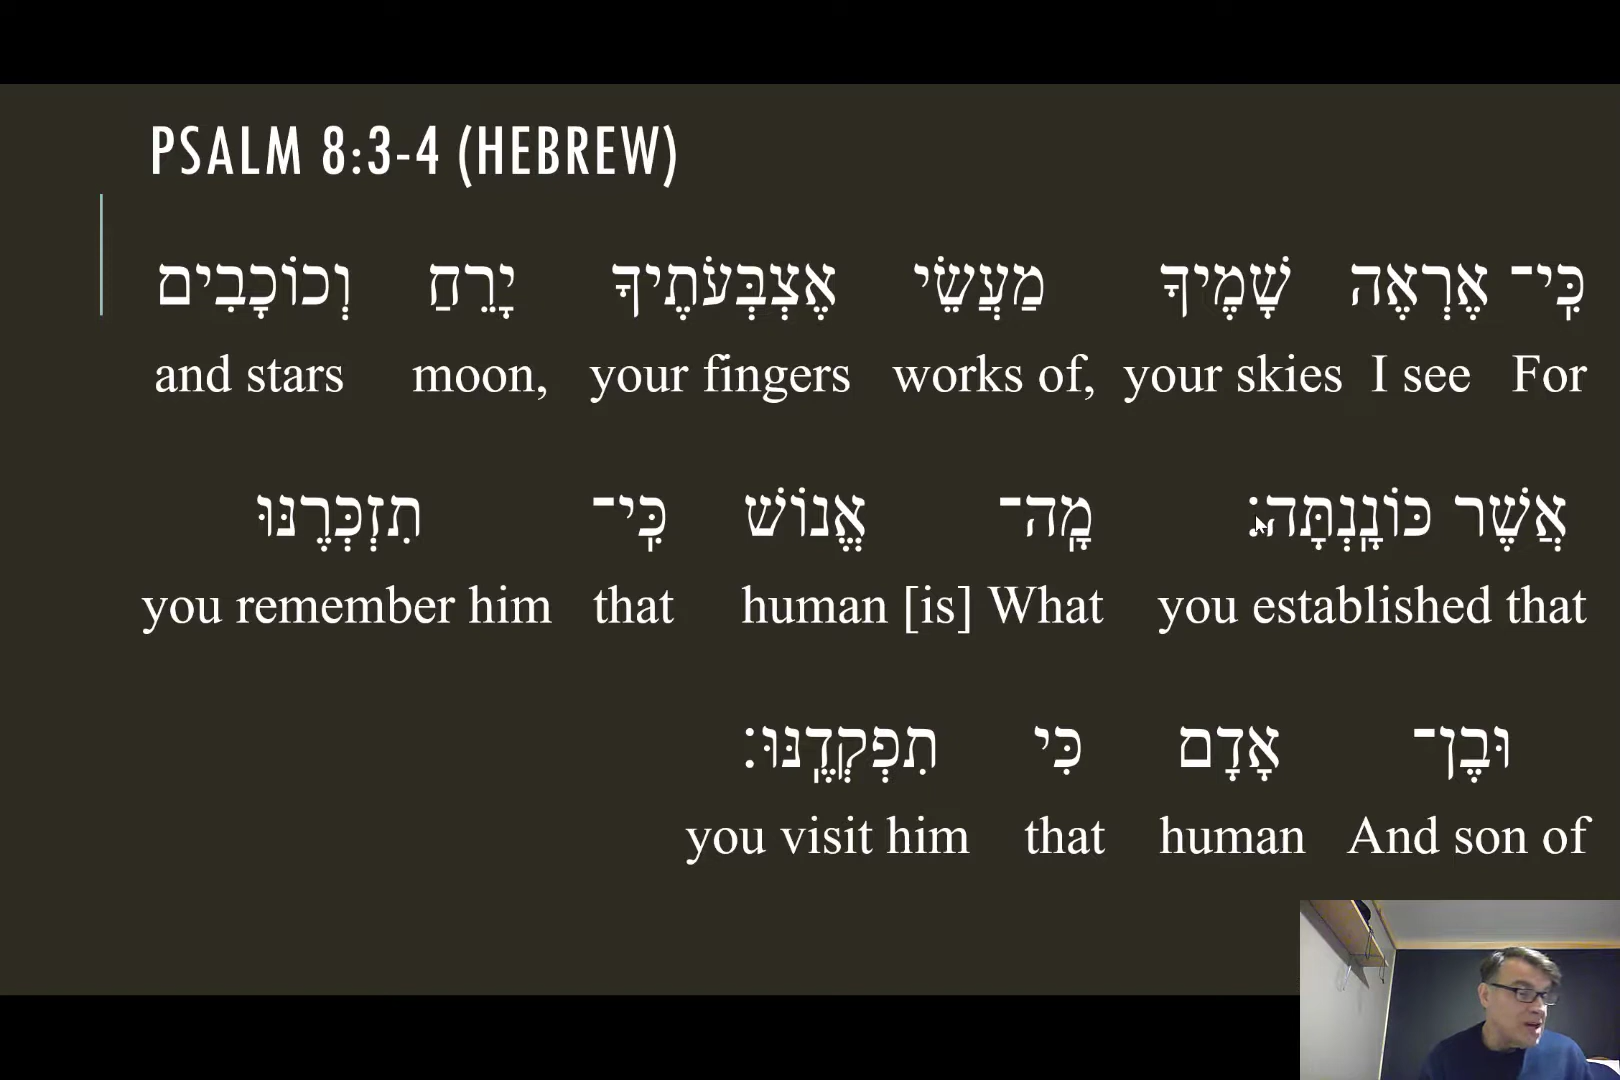 PSALM 8:3-4 (HEBREW)
כִּֽי־ אֶרְאֶה שָׁמֶיךָ מַעֲשֵׂי אֶצְבְּעֹתֶיךָ יָרֵחַ וְכוֹכָבִים
and stars moon, your fingers works of, your skies I see For
אֲשֶׁר כּוֹנָֽנְתָּה׃ מָֽה־ אֱנוֹשׁ כִּֽי־ תִזְכְּרֶנּוּ
you remember him that human [is] What you established that
וּבֶן־ אָדָם כִּי תִפְקְדֶֽנּוּ׃
you visit him that human And son of